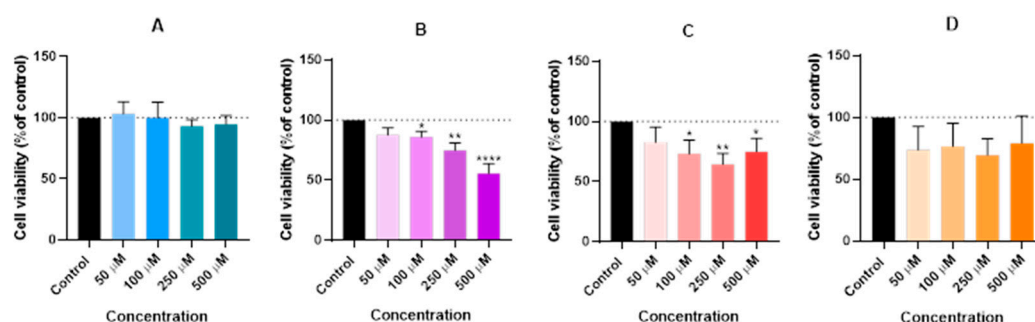 A
Cell viability (% of control)
150
100
50
0
Control
50 µM
100 µM
250 µM
500 µM
Concentration
B
Cell viability (% of control)
150
100
50
0
*
**
****
Control
50 µM
100 µM
250 µM
500 µM
Concentration
C
Cell viability (% of control)
150
100
50
0
*
**
*
Control
50 µM
100 µM
250 µM
500 µM
Concentration
D
Cell viability (% of control)
150
100
50
0
Control
50 µM
100 µM
250 µM
500 µM
Concentration